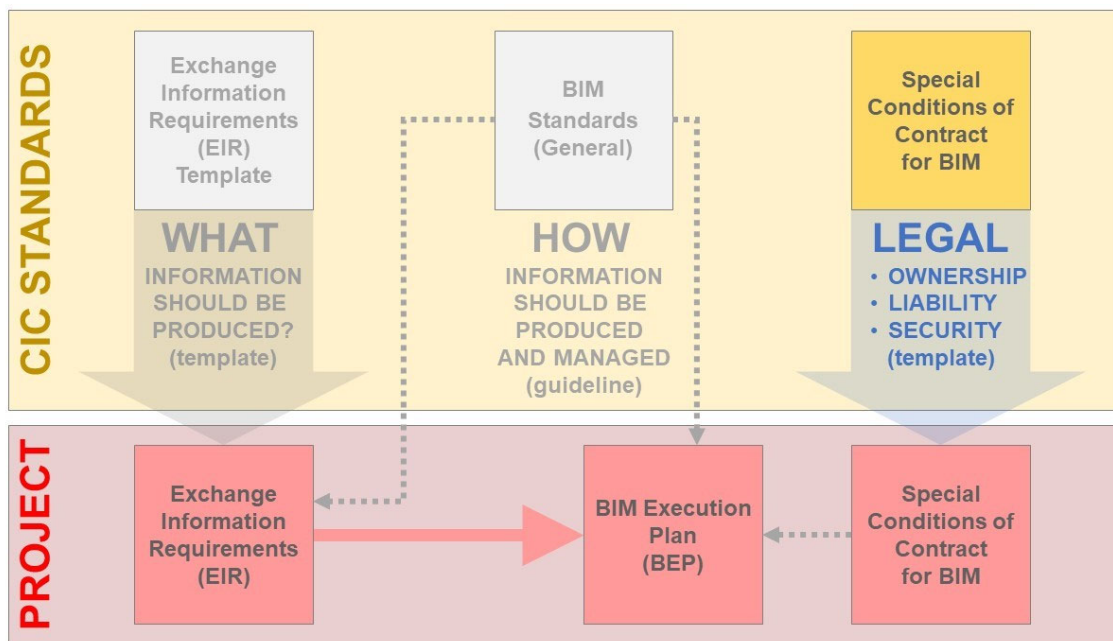 CIC STANDARDS
Exchange
Information
Requirements
(EIR)
Template
BIM
Standards
(General)
Special
Conditions of
Contract
for BIM
WHAT
INFORMATION
SHOULD BE
PRODUCED?
(template)
HOW
INFORMATION
SHOULD BE
PRODUCED
AND MANAGED
(guideline)
LEGAL
• OWNERSHIP
• LIABILITY
• SECURITY
(template)
PROJECT
Exchange
Information
Requirements
(EIR)
BIM Execution
Plan
(BEP)
Special
Conditions of
Contract
for BIM